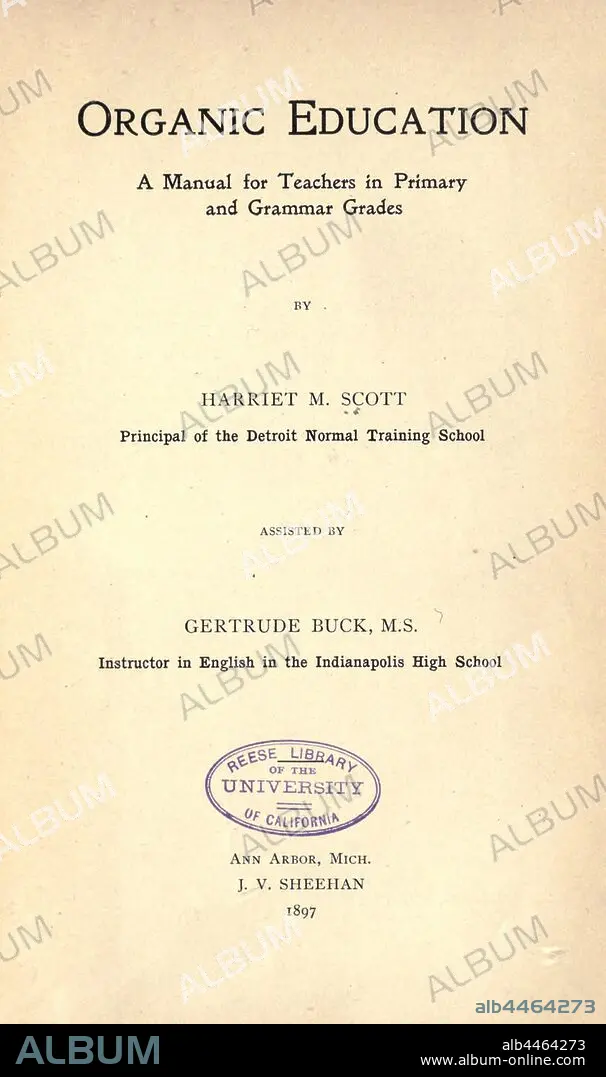 ORGANIC EDUCATION
A Manual for Teachers in Primary
and Grammar Grades
BY
HARRIET M. SCOTT
Principal of the Detroit Normal Training School
ASSISTED BY
GERTRUDE BUCK, M.S.
Instructor in English in the Indianapolis High School
REESE LIBRARY
OF THE
UNIVERSITY
OF CALIFORNIA
ANN ARBOR, MICH.
J. V. SHEEHAN
1897
alb4464273
ALBUM
alb4464273
www.album-online.com